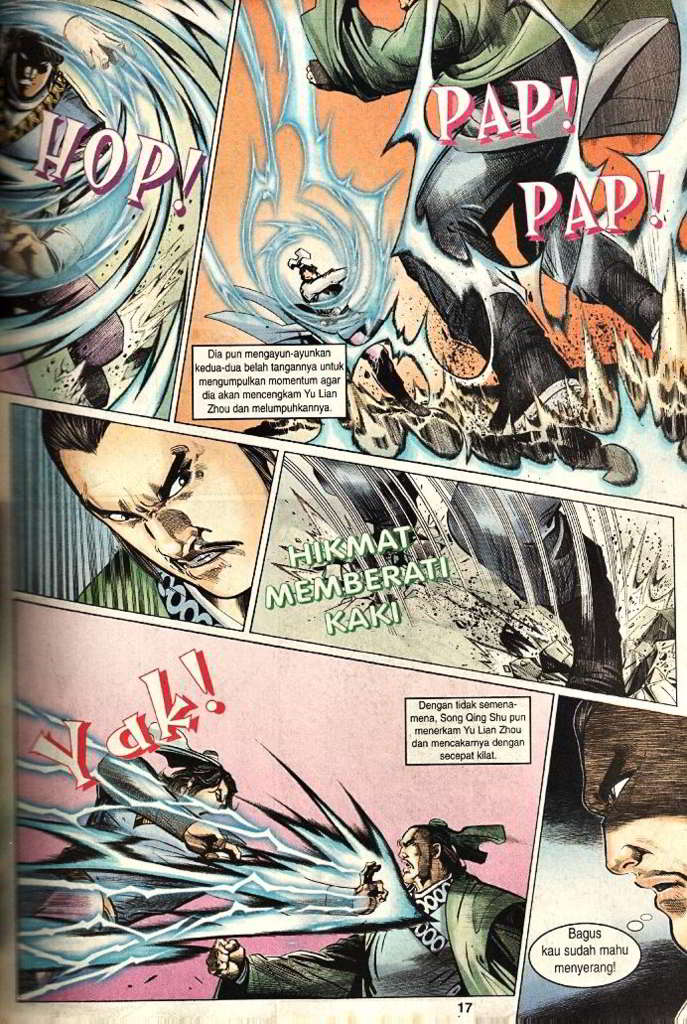 HOP!
PAP!
PAP!
Dia pun mengayun-ayunkan
kedua-dua belah tangannya untuk
mengumpulkan momentum agar
dia akan mencengkam Yu Lian
Zhou dan melumpuhkannya.
HIKMAT
MEMBERATI
KAKI
Yak!
Dengan tidak semena-
mena, Song Qing Shu pun
menerkam Yu Lian Zhou
dan mencakarnya dengan
secepat kilat.
Bagus
kau sudah mahu
menyerang!
17